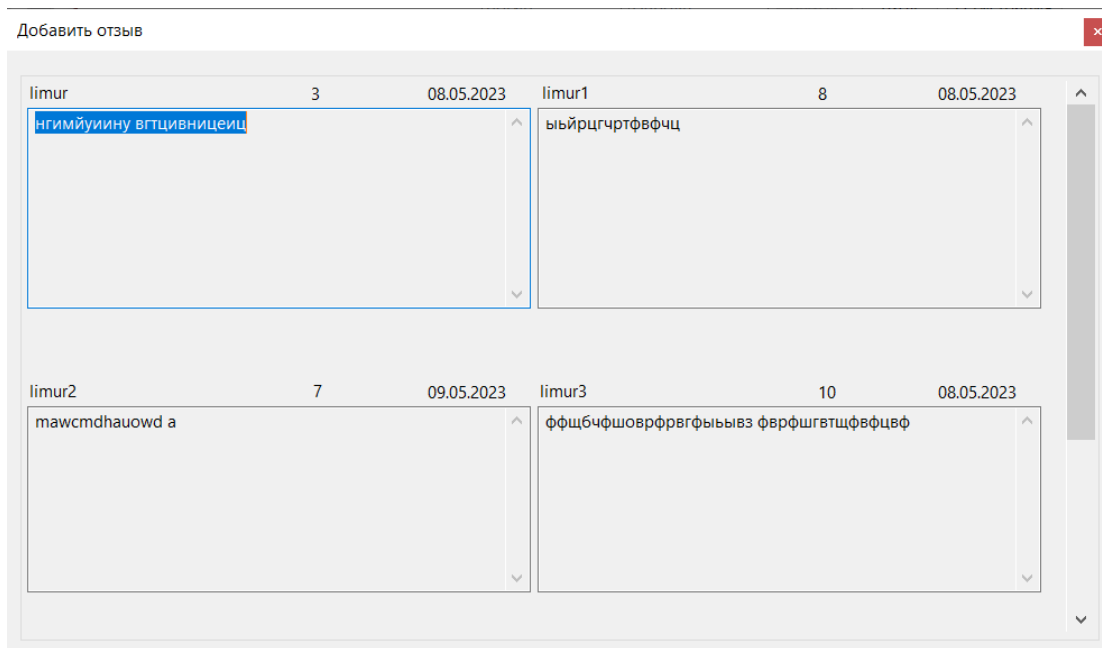 Добавить отзыв
limur 3 08.05.2023 limur1 8 08.05.2023
нгимйуиину вгтцивницеиц ыьйрцгчртфвфчц
limur2 7 09.05.2023 limur3 10 08.05.2023
mawcmdhauowd a ффщбчфшоврфрвгфыьывз фврфшгвтщфвфцвф